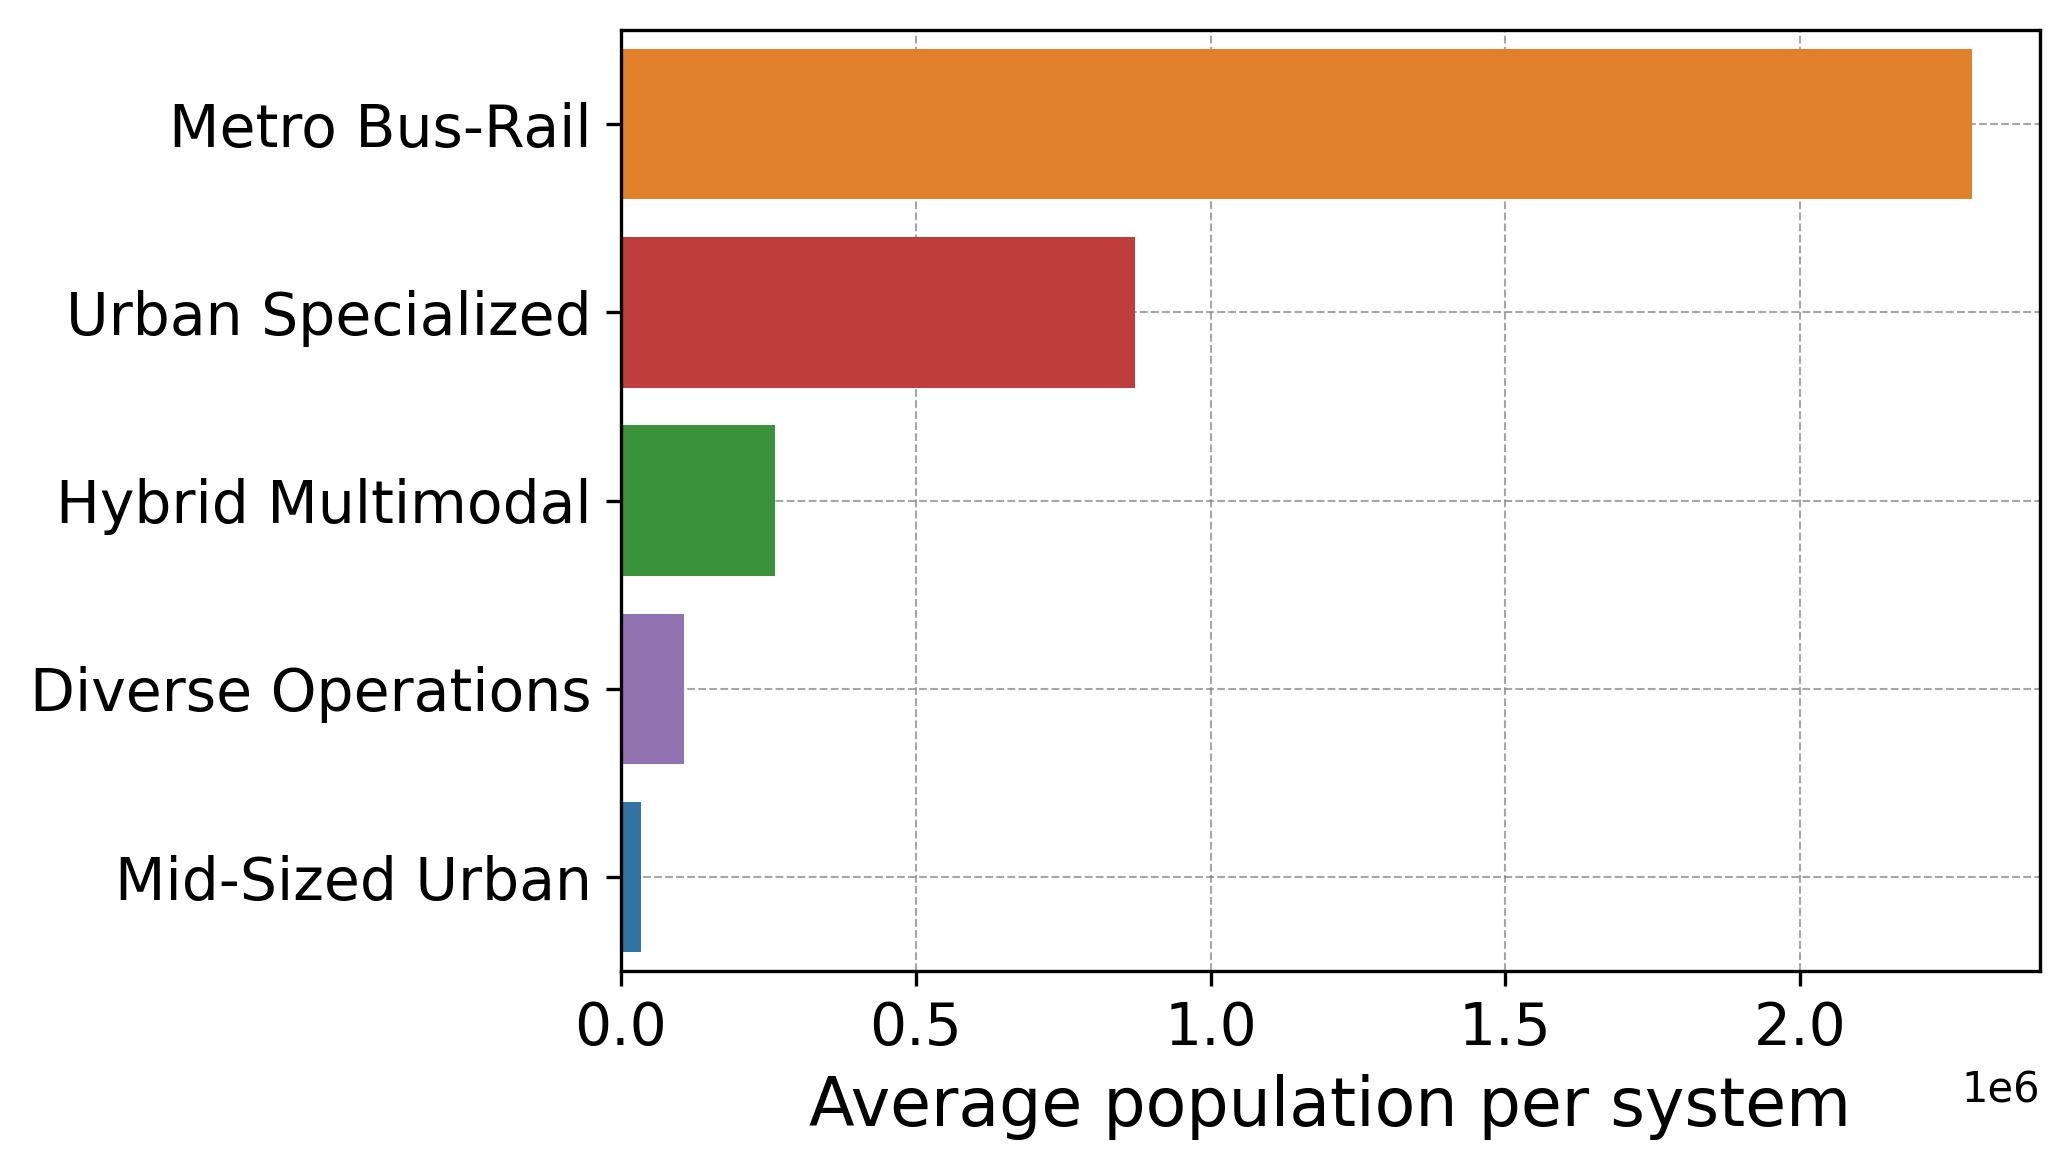 Metro Bus-Rail
Urban Specialized
Hybrid Multimodal
Diverse Operations
Mid-Sized Urban
0.0 0.5 1.0 1.5 2.0
Average population per system
1e6